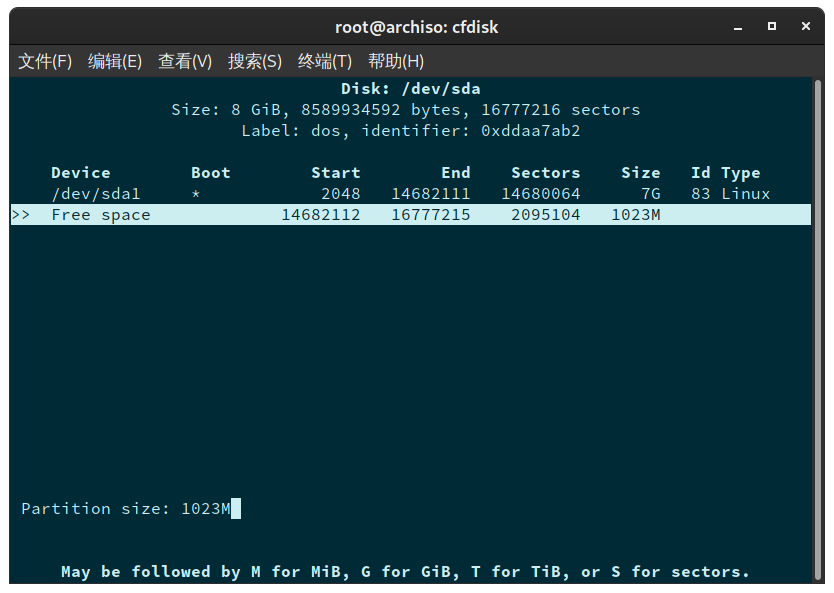 root@archiso: cfdisk
文件(F) 编辑(E) 查看(V) 搜索(S) 终端(T) 帮助(H)
Disk: /dev/sda
Size: 8 GiB, 8589934592 bytes, 16777216 sectors
Label: dos, identifier: 0xddaa7ab2
Device Boot Start End Sectors Size Id Type
/dev/sda1 * 2048 14682111 14680064 7G 83 Linux
>> Free space 14682112 16777215 2095104 1023M
Partition size: 1023M
May be followed by M for MiB, G for GiB, T for TiB, or S for sectors.